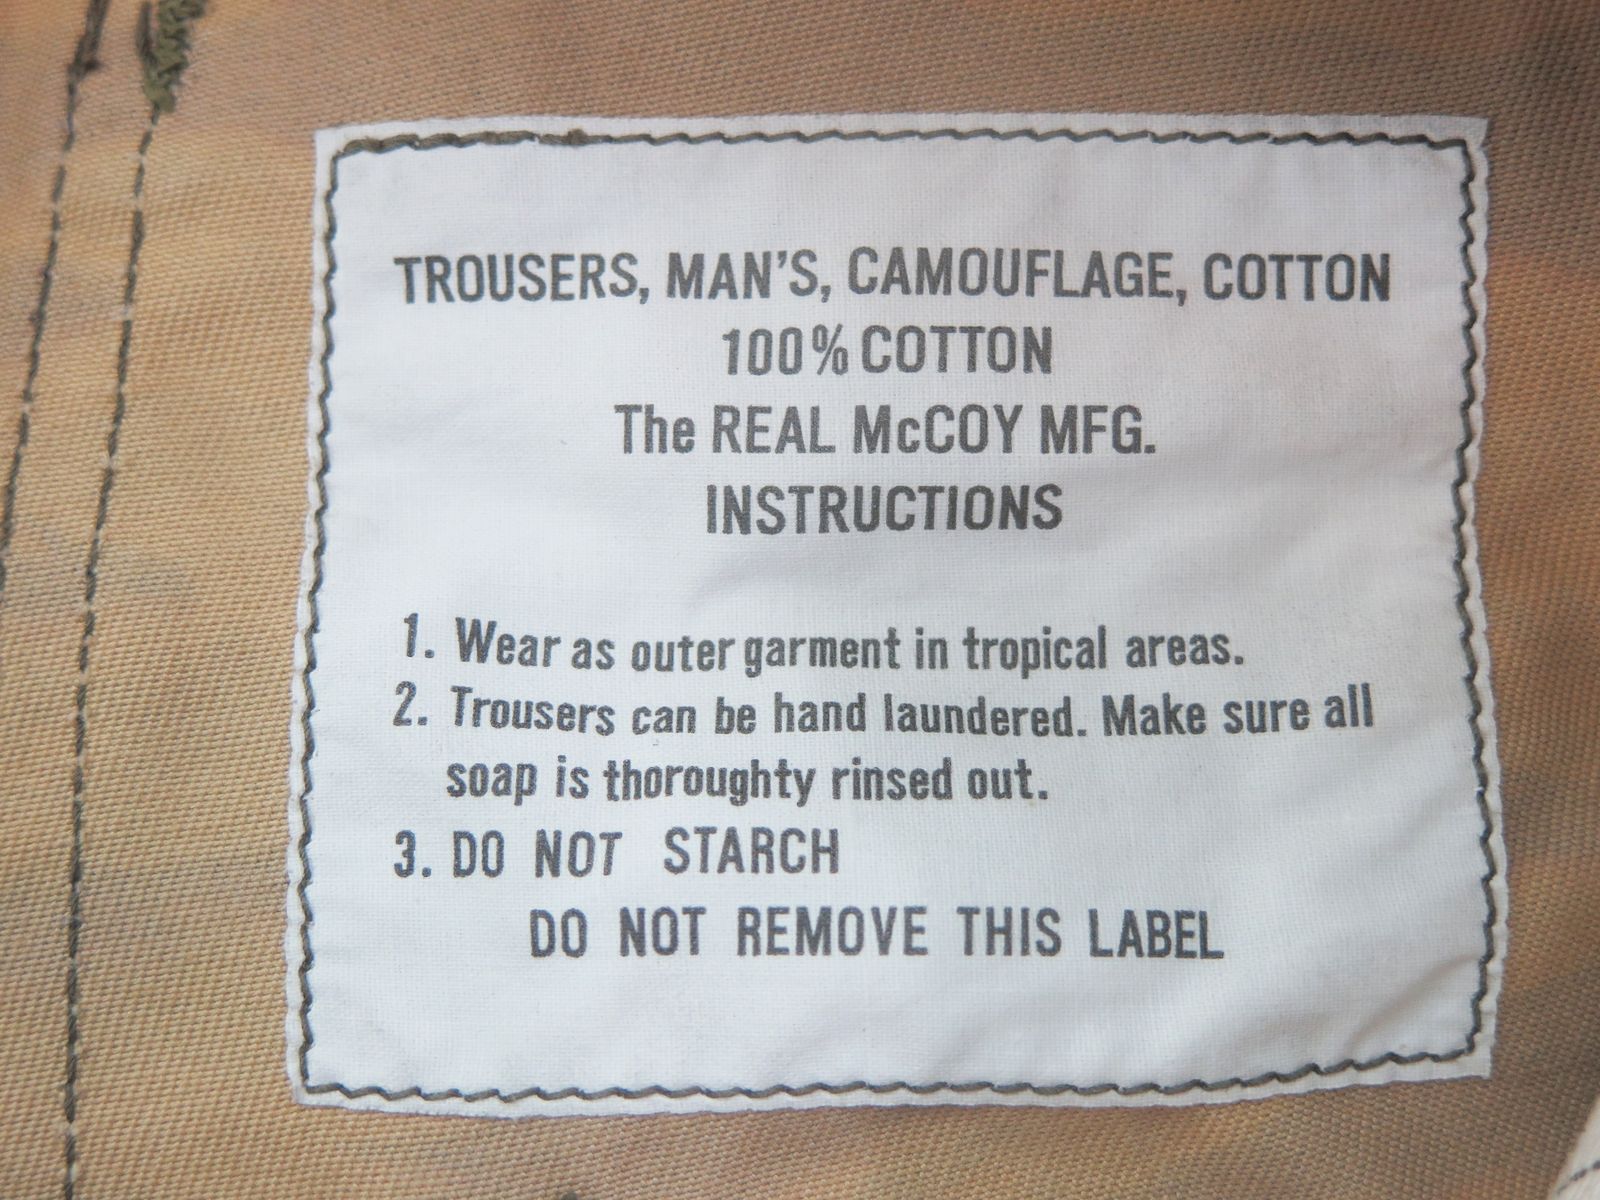 TROUSERS, MAN'S, CAMOUFLAGE, COTTON
100% COTTON
The REAL McCOY MFG.
INSTRUCTIONS
1. Wear as outer garment in tropical areas.
2. Trousers can be hand laundered. Make sure all
soap is thoroughty rinsed out.
3. DO NOT STARCH
DO NOT REMOVE THIS LABEL